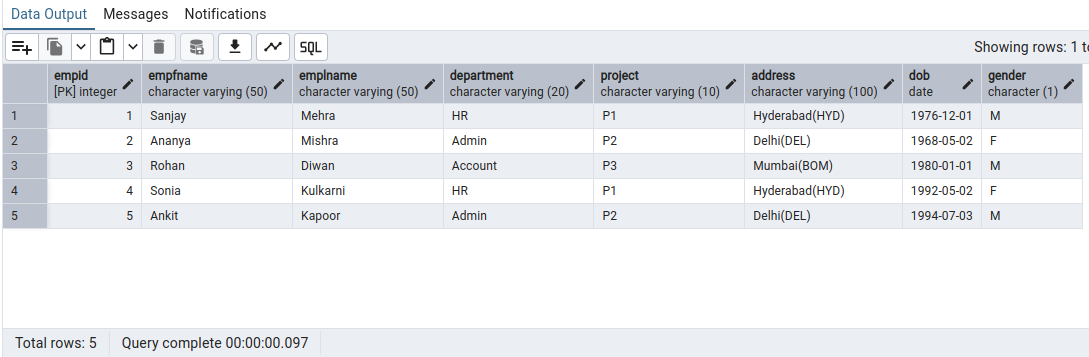 Data Output Messages Notifications
SQL Showing rows: 1 t
empid empfname emplname department project address dob gender
[PK] integer character varying (50) character varying (50) character varying (20) character varying (10) character varying (100) date character (1)
1 1 Sanjay Mehra HR P1 Hyderabad(HYD) 1976-12-01 M
2 2 Ananya Mishra Admin P2 Delhi(DEL) 1968-05-02 F
3 3 Rohan Diwan Account P3 Mumbai(BOM) 1980-01-01 M
4 4 Sonia Kulkarni HR P1 Hyderabad(HYD) 1992-05-02 F
5 5 Ankit Kapoor Admin P2 Delhi(DEL) 1994-07-03 M
Total rows: 5 Query complete 00:00:00.097